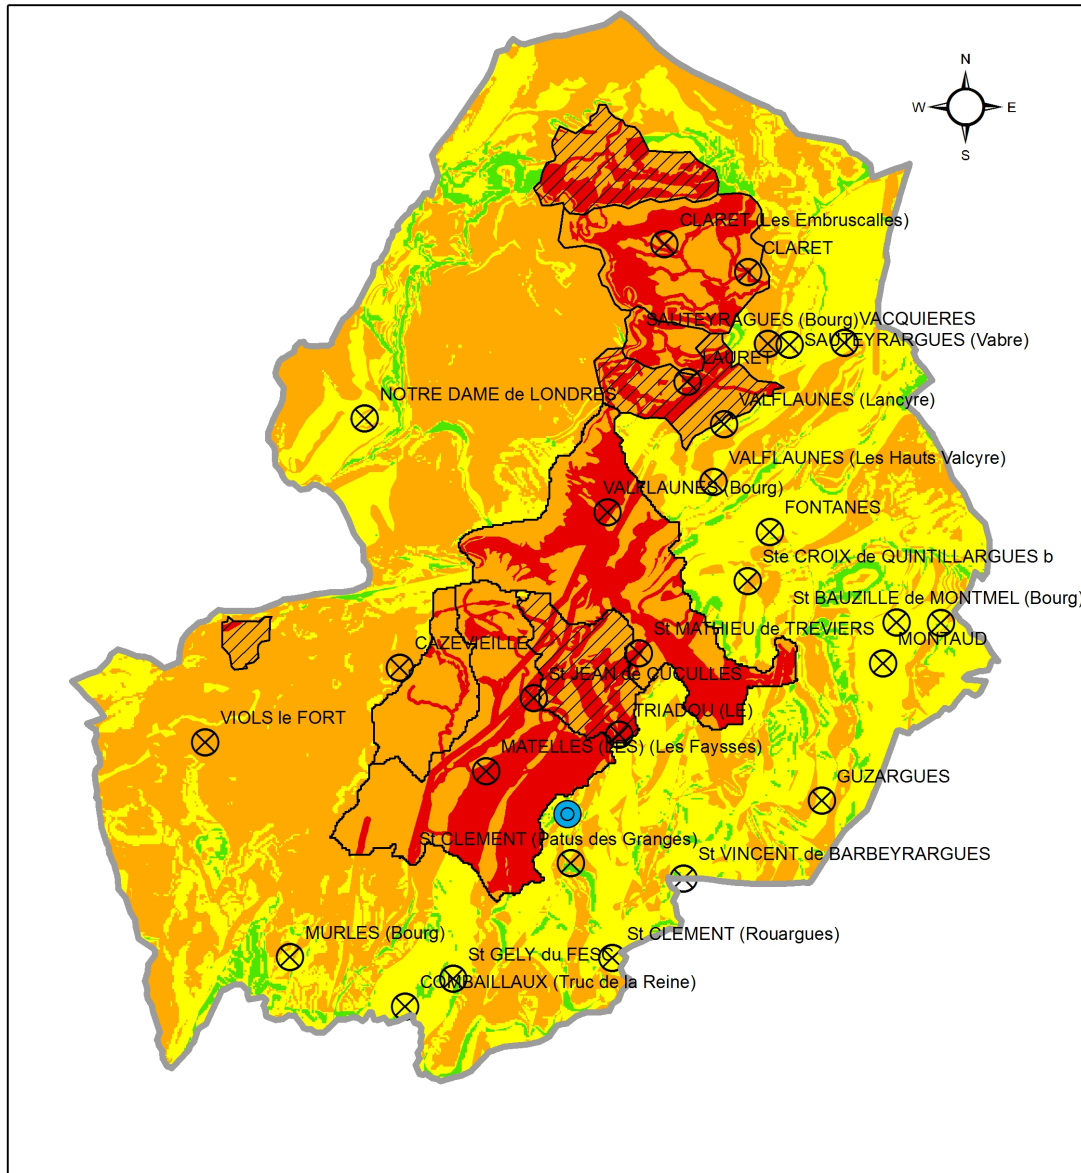 N
W E
S
CLARET (Les Embruscalles)
CLARET
SAUTEYRAGUES (Bourg)
VACQUIERES
SAUTEYRARGUES (Vabre)
LAURET
NOTRE DAME de LONDRES
VALFLAUNES (Lancyre)
VALFLAUNES (Les Hauts Valcyre)
VALFLAUNES (Bourg)
FONTANES
Ste CROIX de QUINTILLARGUES b
St BAUZILLE de MONTMEL (Bourg)
St MATHIEU de TREVIERS
MONTAUD
CAZEVIEILLE
St JEAN de CUCULLES
TRIADOU (LE)
VIOLS le FORT
MATELLES (LES) (Les Faysses)
GUZARGUES
St CLEMENT (Patus des Granges)
St VINCENT de BARBEYRARGUES
MURLES (Bourg)
St CLEMENT (Rouargues)
St GELY du FESC
COMBAILLAUX (Truc de la Reine)